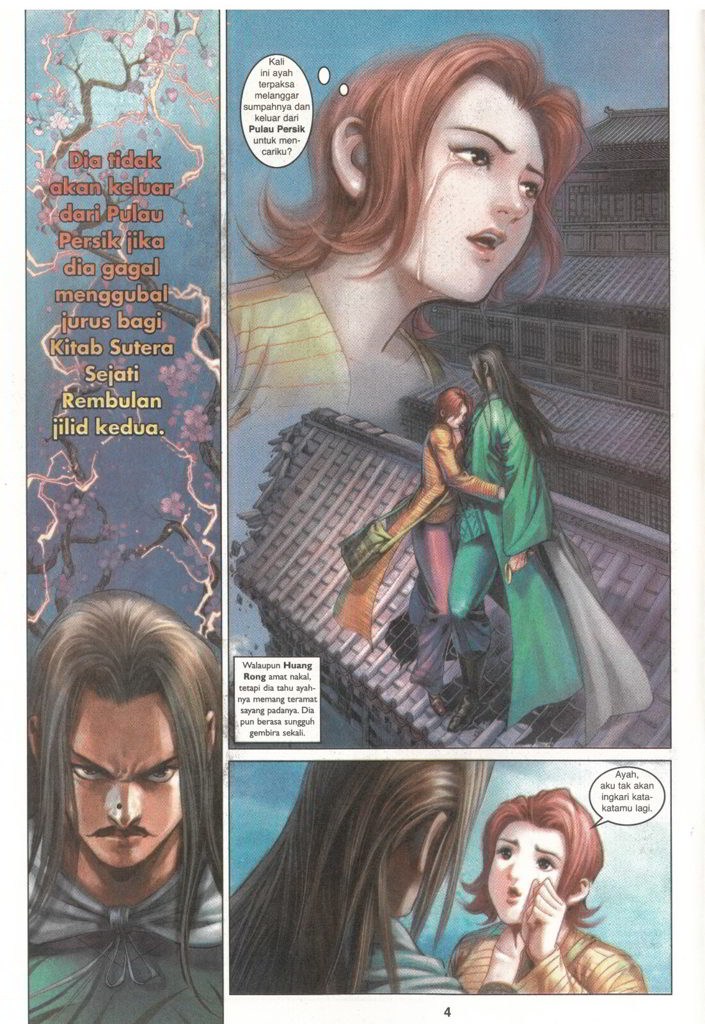 Dia tidak
akan keluar
dari Pulau
Persik jika
dia gagal
menggubal
jurus bagi
Kitab Sutera
Sejati
Rembulan
jilid kedua.
Kali
ini ayah
terpaksa
melanggar
sumpahnya dan
keluar dari
Pulau Persik
untuk men-
cariku?
Walaupun Huang
Rong amat nakal,
tetapi dia tahu ayah-
nya memang teramat
sayang padanya. Dia
pun berasa sungguh
gembira sekali.
Ayah,
aku tak akan
ingkari kata-
katamu lagi.
4